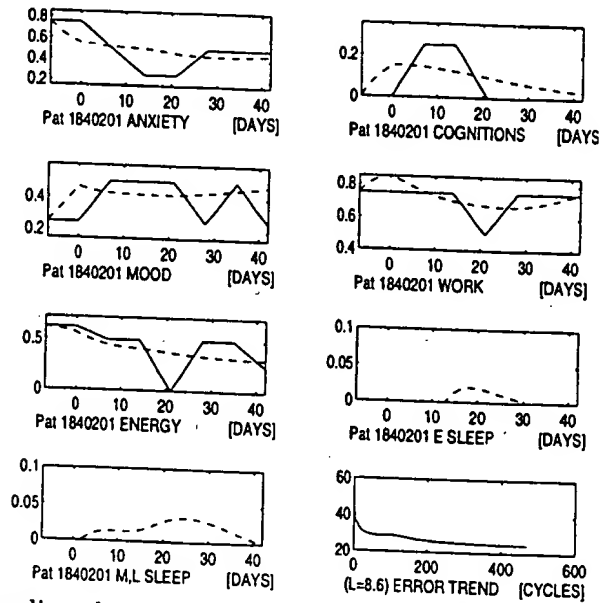 0.8
0.6
0.4
0.2
0 10 20 30 40
Pat 1840201 ANXIETY [DAYS]
0.2
0
0 10 20 30 40
Pat 1840201 COGNITIONS [DAYS]
0.4
0.2
0 10 20 30 40
Pat 1840201 MOOD [DAYS]
0.8
0.6
0.4
0 10 20 30 40
Pat 1840201 WORK [DAYS]
0.5
0
0 10 20 30 40
Pat 1840201 ENERGY [DAYS]
0.1
0.05
0
0 10 20 30 40
Pat 1840201 E SLEEP [DAYS]
0.1
0.05
0
0 10 20 30 40
Pat 1840201 M,L SLEEP [DAYS]
60
40
20
0 200 400 600
(L=8.6) ERROR TREND [CYCLES]